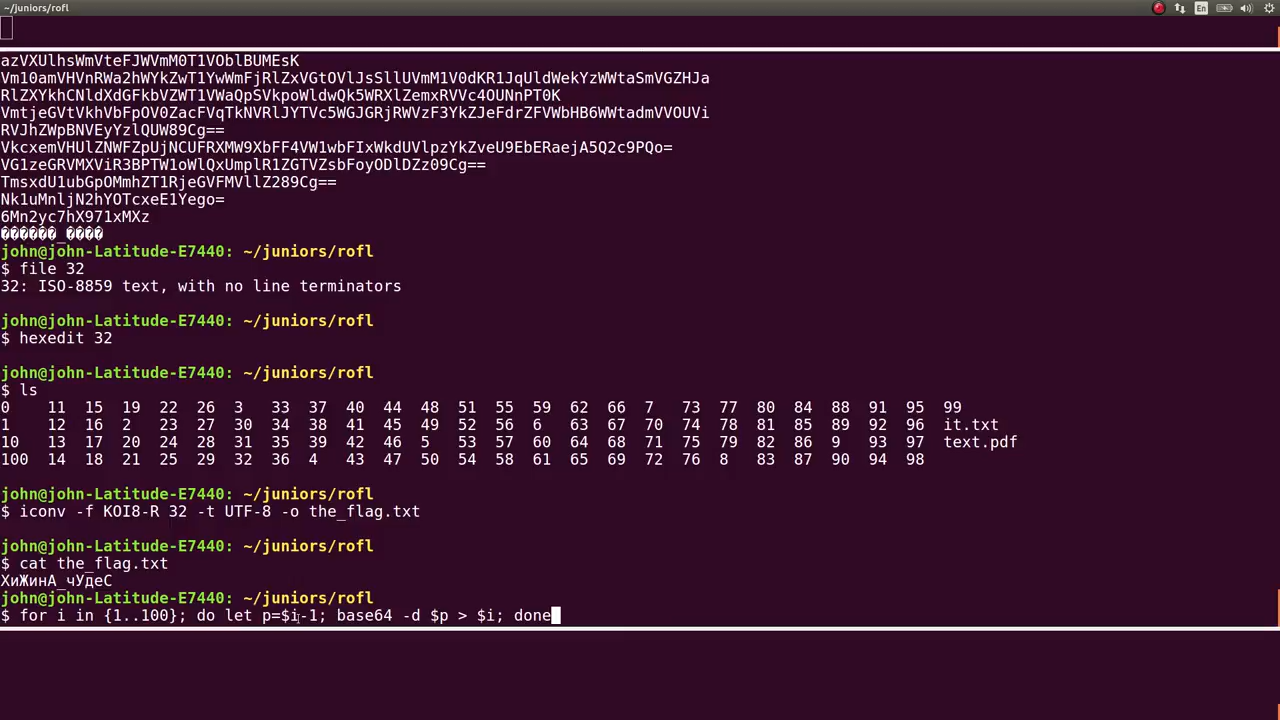 ~/juniors/rofl
En
azVXUlhsWmVteFJWVmM0T1VOblBUMEsK
Vm10amVHVnRWa2hWYkZwT1YwWmFjRlZxVGtOVlJsSllUVmM1V0dKR1JqUldWekYzWWtaSmVGZHJa
RlZXYkhCNldXdGFkbVZWT1VWaQpSVkpoWldwQk5WRXlZemxRVVc4OUNnPT0K
VmtjeGVtVkhVbFpOV0ZacFVqTkNVRlJYTVc5WGJGRjRWVzF3YkZJeFdrZFVWbHB6WWtadmVVOUVi
RVJhZWpBNVEyYzlQUW89Cg==
VkcxemVHUlZNWFZpUjNCUFRXMW9XbFF4VW1wbFIxWkdUVlpzYkZveU9EbERaejA5Q2c9PQo=
VG1zeGRVMXViR3BPTW1oWlQxUmplR1ZGTVZsbFoyODlDZz09Cg==
TmsxdU1ubGpOMmhZT1RjeGVFMVllZ289Cg==
Nk1uMnljN2hYOTcxeE1Yego=
6Mn2yc7hX971xMXz
������_����
john@john-Latitude-E7440: ~/juniors/rofl
$ file 32
32: ISO-8859 text, with no line terminators
john@john-Latitude-E7440: ~/juniors/rofl
$ hexedit 32
john@john-Latitude-E7440: ~/juniors/rofl
$ ls
0 11 15 19 22 26 3 33 37 40 44 48 51 55 59 62 66 7 73 77 80 84 88 91 95 99
1 12 16 2 23 27 30 34 38 41 45 49 52 56 6 63 67 70 74 78 81 85 89 92 96 it.txt
10 13 17 20 24 28 31 35 39 42 46 5 53 57 60 64 68 71 75 79 82 86 9 93 97 text.pdf
100 14 18 21 25 29 32 36 4 43 47 50 54 58 61 65 69 72 76 8 83 87 90 94 98
john@john-Latitude-E7440: ~/juniors/rofl
$ iconv -f KOI8-R 32 -t UTF-8 -o the_flag.txt
john@john-Latitude-E7440: ~/juniors/rofl
$ cat the_flag.txt
ХиЖинА_чУдеС
john@john-Latitude-E7440: ~/juniors/rofl
$ for i in {1..100}; do let p=$i-1; base64 -d $p > $i; done